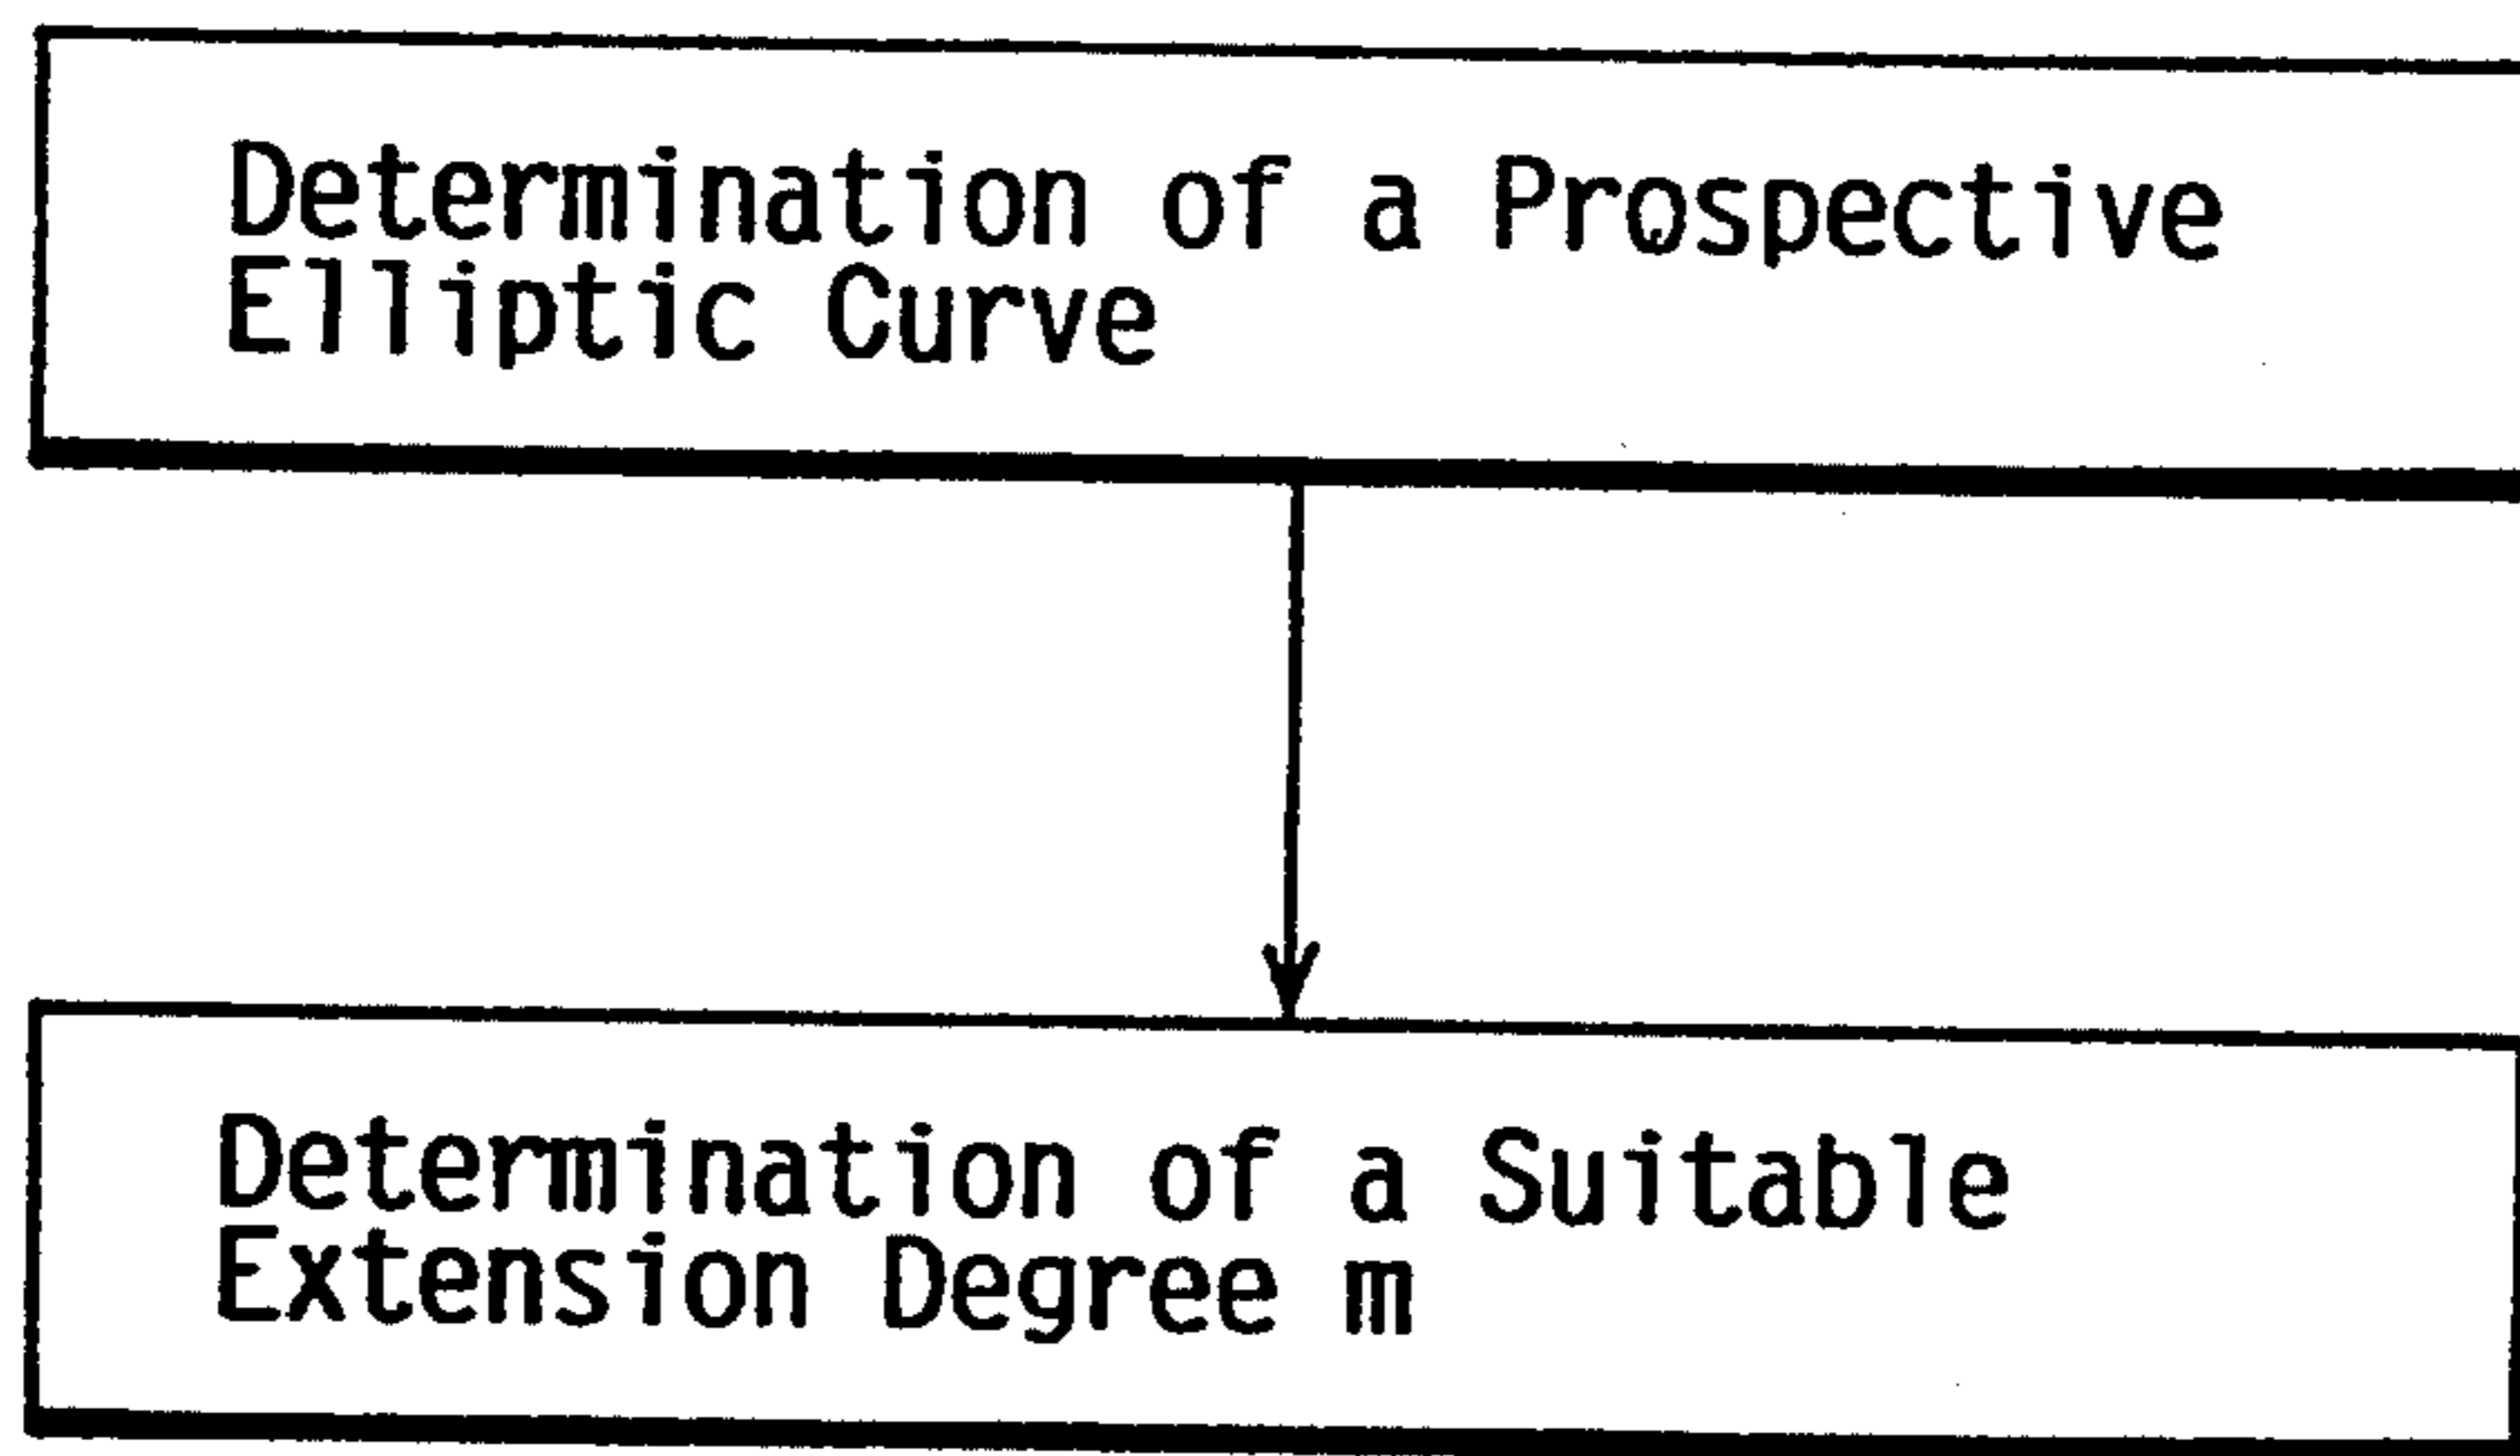 Determination of a Prospective
Elliptic Curve
Determination of a Suitable
Extension Degree m